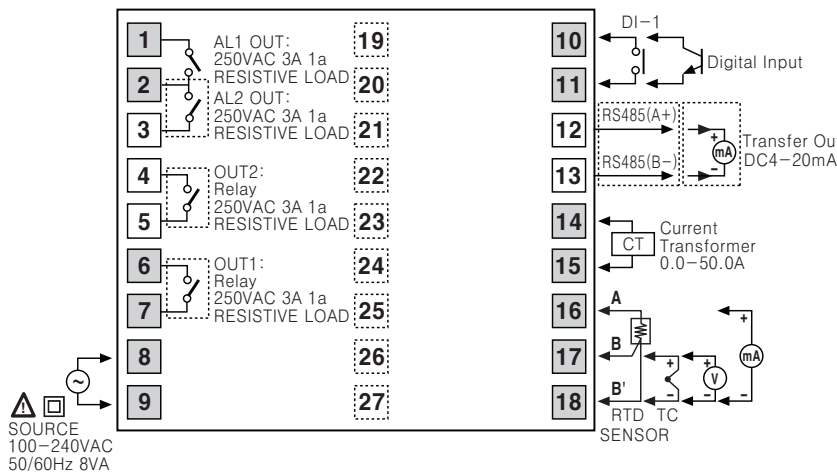 1
2
3
4
5
6
7
8
9
AL1 OUT:
250VAC 3A 1a
RESISTIVE LOAD
AL2 OUT:
250VAC 3A 1a
RESISTIVE LOAD
OUT2:
Relay
250VAC 3A 1a
RESISTIVE LOAD
OUT1:
Relay
250VAC 3A 1a
RESISTIVE LOAD
~
SOURCE
100-240VAC
50/60Hz 8VA
19
20
21
22
23
24
25
26
27
10
11
12
13
14
15
16
17
18
DI-1
Digital Input
RS485(A+)
RS485(B-)
+
mA
-
Transfer Ou
DC4-20mA
CT
Current
Transformer
0.0-50.0A
A
B
B'
RTD
SENSOR
+
-
TC
+
V
-
+
mA
-